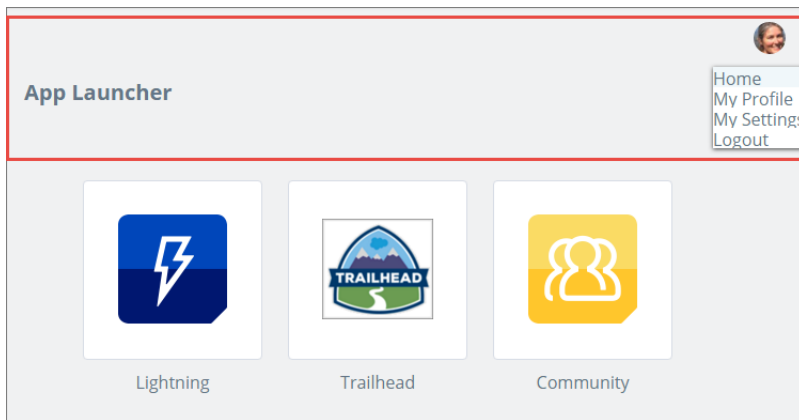 App Launcher
Home
My Profile
My Settings
Logout
TRAILHEAD
Lightning
Trailhead
Community